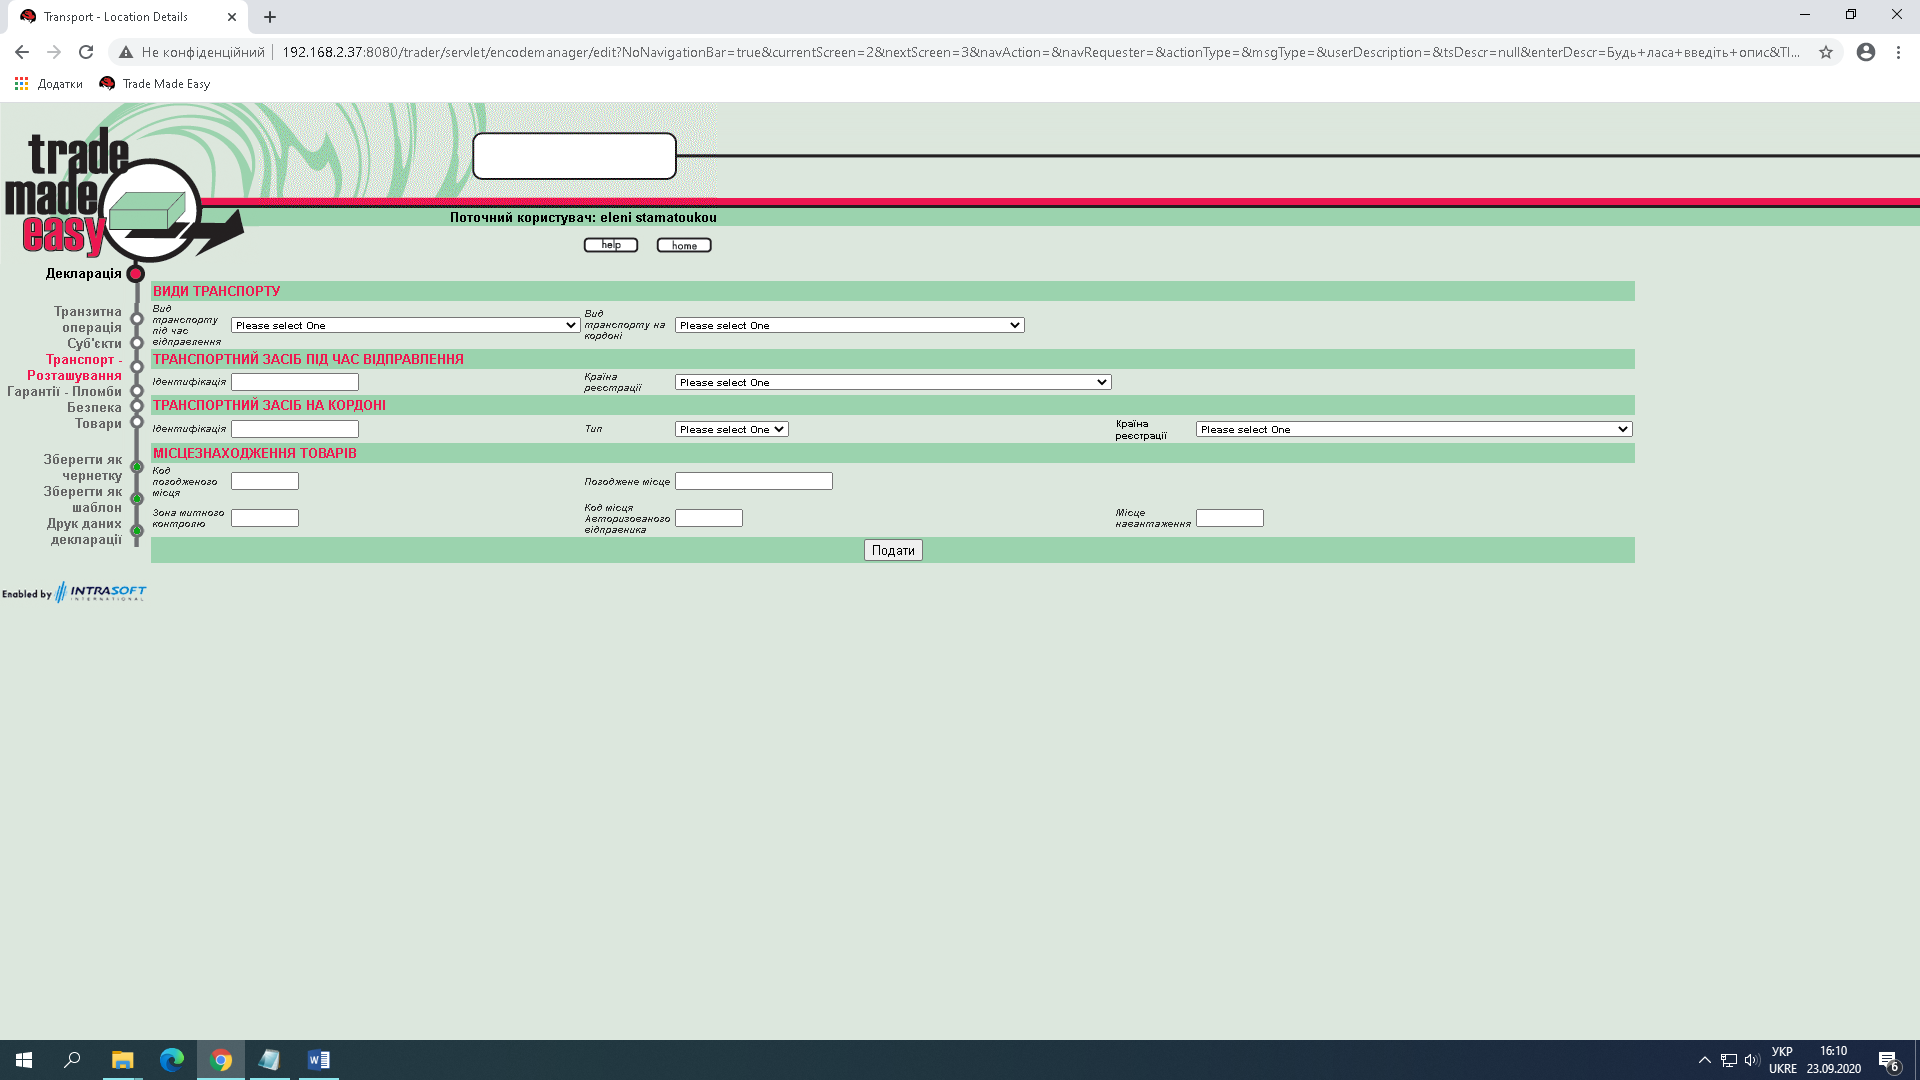 Transport - Location Details
Не конфіденційний
192.168.2.37:8080/trader/servlet/encodemanager/edit?NoNavigationBar=true&currentScreen=2&nextScreen=3&navAction=&navRequester=&actionType=&msgType=&userDescription=&tsDescr=null&enterDescr=Будь+ласа+введіть+опис&TI...
Додатки
Trade Made Easy
trade
made
easy
Поточний користувач: eleni stamatoukou
help
home
Декларація
Транзитна
операція
Суб'єкти
Транспорт -
Розташування
Гарантії - Пломби
Безпека
Товари
Зберегти як
чернетку
Зберегти як
шаблон
Друк даних
декларації
ВИДИ ТРАНСПОРТУ
Вид
транспорту
під час
відправлення
Please select One
Вид
транспорту на
кордоні
Please select One
ТРАНСПОРТНИЙ ЗАСІБ ПІД ЧАС ВІДПРАВЛЕННЯ
Ідентифікація
Країна
реєстрації
Please select One
ТРАНСПОРТНИЙ ЗАСІБ НА КОРДОНІ
Ідентифікація
Тип
Please select One
Країна
реєстрації
Please select One
МІСЦЕЗНАХОДЖЕННЯ ТОВАРІВ
Код
погодженого
місця
Погоджене місце
Зона митного
контролю
Код місця
Авторизованого
відправника
Місце
навантаження
Подати
Enabled by INTRASOFT
INTERNATIONAL
УКР
UKRE
16:10
23.09.2020
6